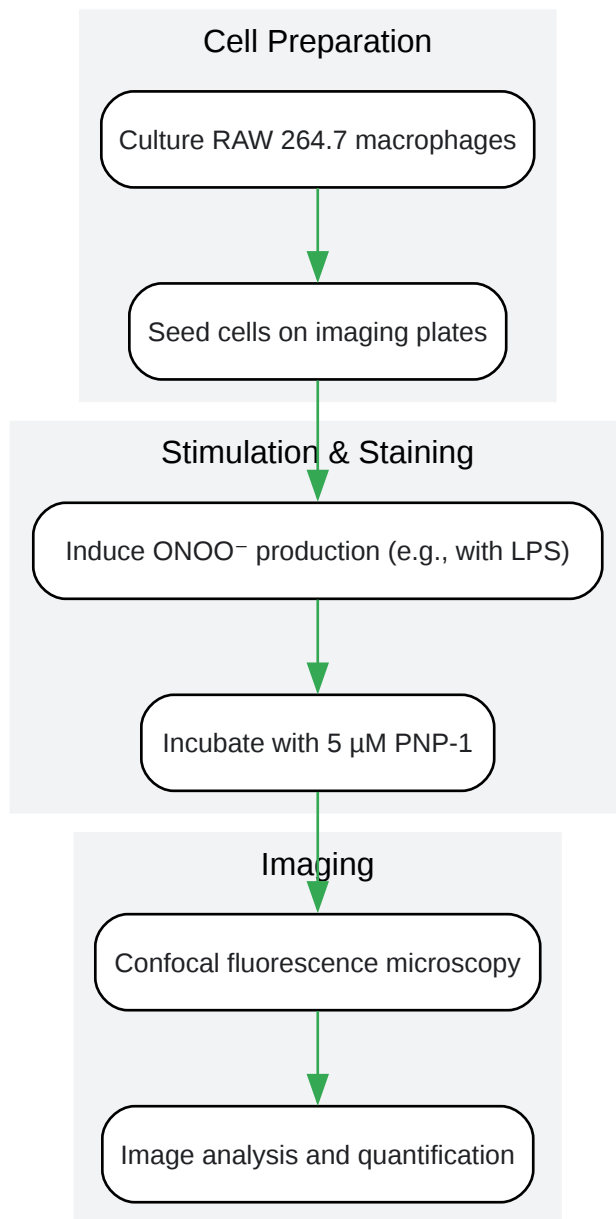 Cell Preparation
Culture RAW 264.7 macrophages
Seed cells on imaging plates
Stimulation & Staining
Induce ONOO⁻ production (e.g., with LPS)
Incubate with 5 µM PNP-1
Imaging
Confocal fluorescence microscopy
Image analysis and quantification